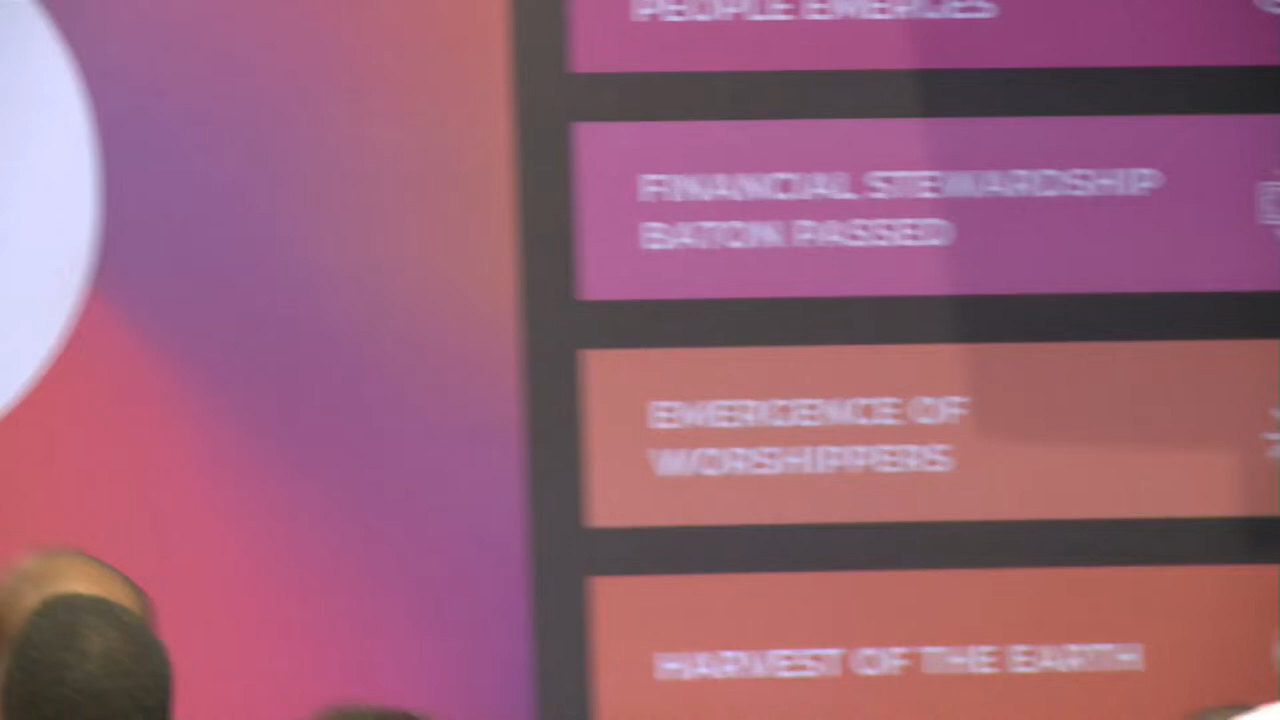 PEOPLE EMERGES
FINANCIAL STEWARDSHIP
BATON PASSED
EMERGENCE OF
WORSHIPPERS
HARVEST OF THE EARTH